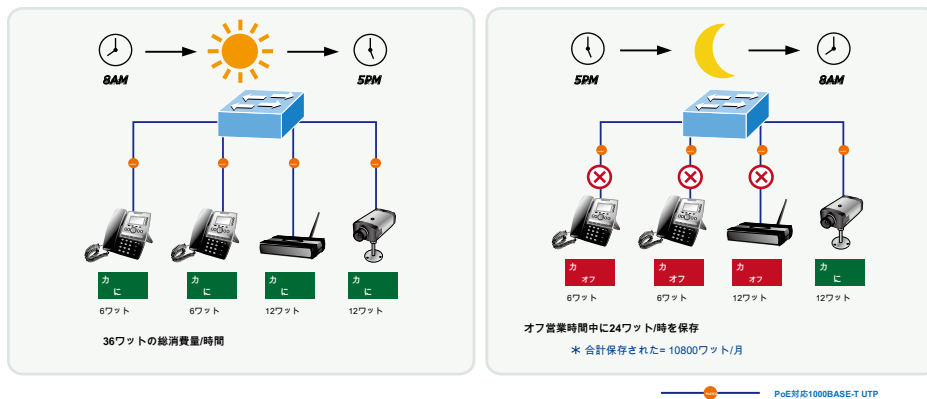 8AM
5PM
カ
に
カ
に
カ
に
カ
に
6ワット
6ワット
12ワット
12ワット
36ワットの総消費量/時間
5PM
8AM
カ
オフ
カ
オフ
カ
オフ
カ
に
6ワット
6ワット
12ワット
12ワット
オフ営業時間中に24ワット/時を保存
* 合計保存された= 10800ワット/月
PoE対応1000BASE-T UTP